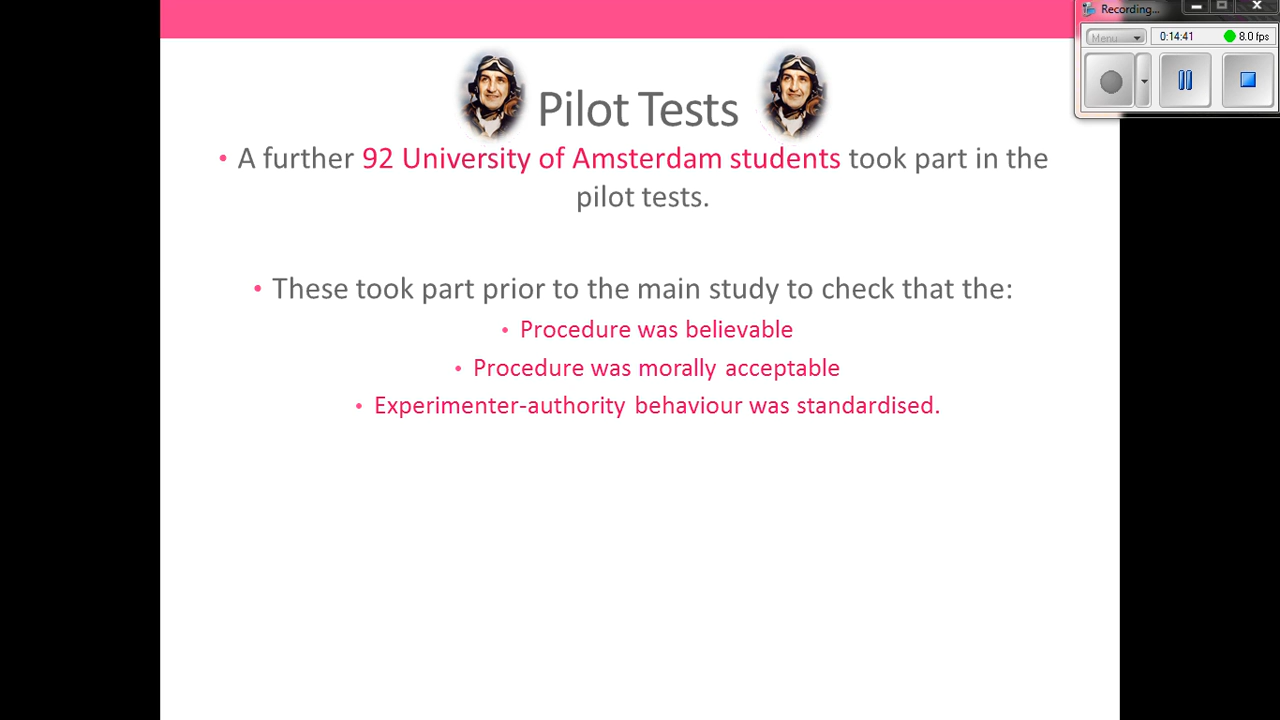 Recording...
Menu
0:14:41
8.0 fps
Pilot Tests
• A further 92 University of Amsterdam students took part in the
pilot tests.
• These took part prior to the main study to check that the:
• Procedure was believable
• Procedure was morally acceptable
• Experimenter-authority behaviour was standardised.